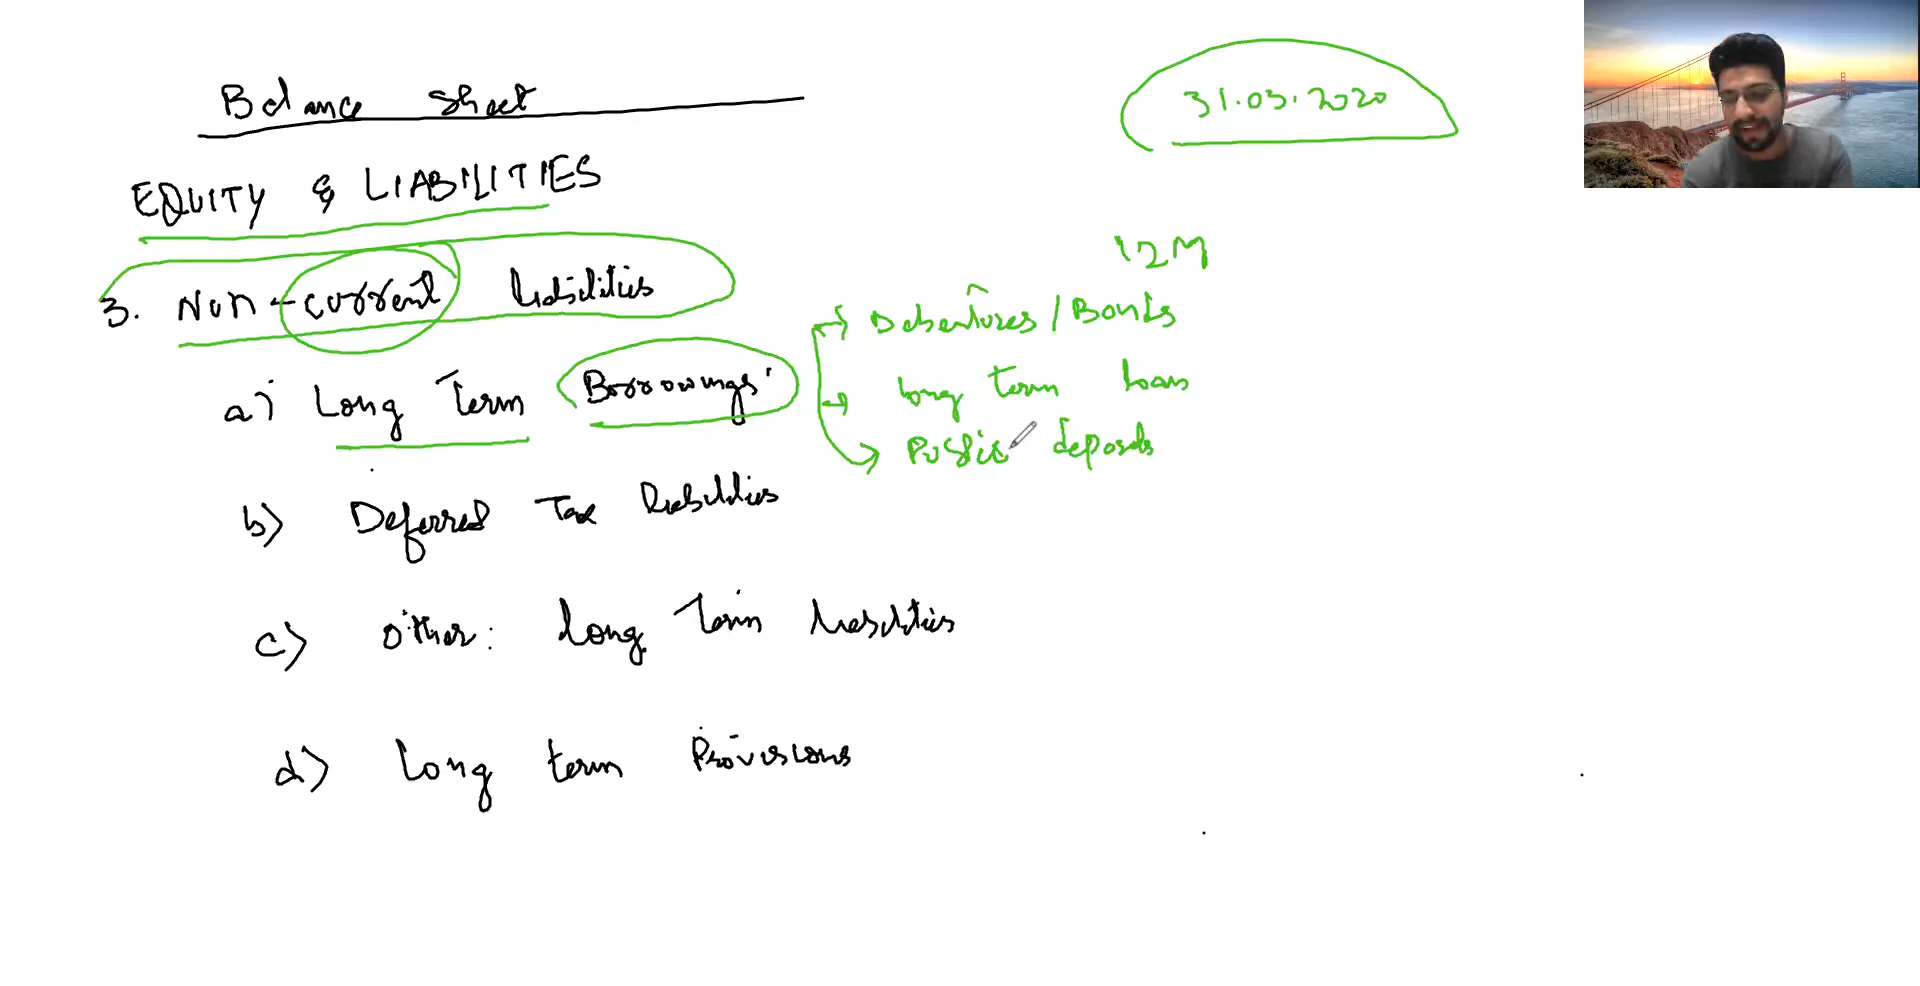 Balance Sheet
31.03.2020
EQUITY & LIABILITIES
12M
3. Non-current liabilities
→ Debentures / Bonds
a) Long Term Borrowings
→ long term loan
→ Public deposits
b) Deferred Tax Liabilities
c) Other: Long Term liabilities
d) Long term Provisions